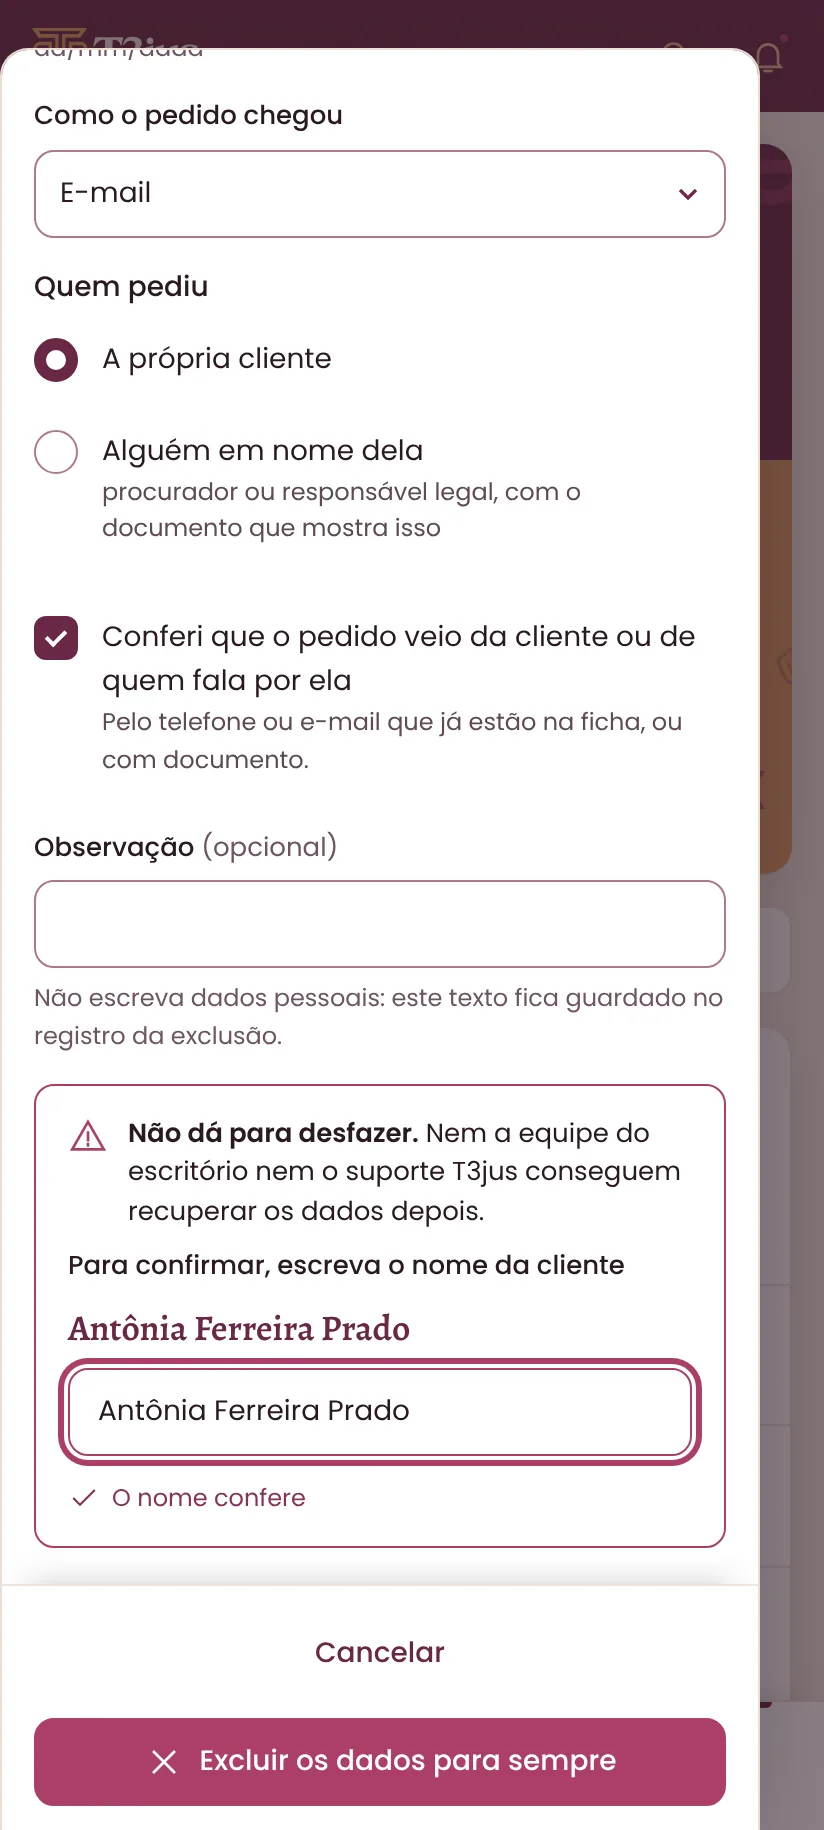 T3jus
dd/mm/aaaa
Como o pedido chegou
E-mail
Quem pediu
A própria cliente
Alguém em nome dela
procurador ou responsável legal, com o
documento que mostra isso
Conferi que o pedido veio da cliente ou de
quem fala por ela
Pelo telefone ou e-mail que já estão na ficha, ou
com documento.
Observação (opcional)
Não escreva dados pessoais: este texto fica guardado no
registro da exclusão.
Não dá para desfazer. Nem a equipe do
escritório nem o suporte T3jus conseguem
recuperar os dados depois.
Para confirmar, escreva o nome da cliente
Antônia Ferreira Prado
Antônia Ferreira Prado
O nome confere
Cancelar
Excluir os dados para sempre